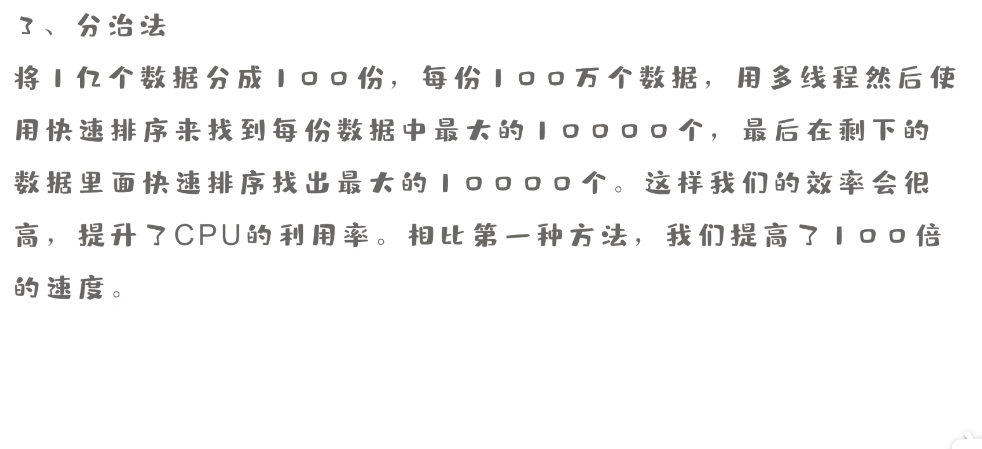 3、分治法
将1亿个数据分成100份，每份100万个数据，用多线程然后使
用快速排序来找到每份数据中最大的10000个，最后在剩下的
数据里面快速排序找出最大的10000个。这样我们的效率会很
高，提升了CPU的利用率。相比第一种方法，我们提高了100倍
的速度。